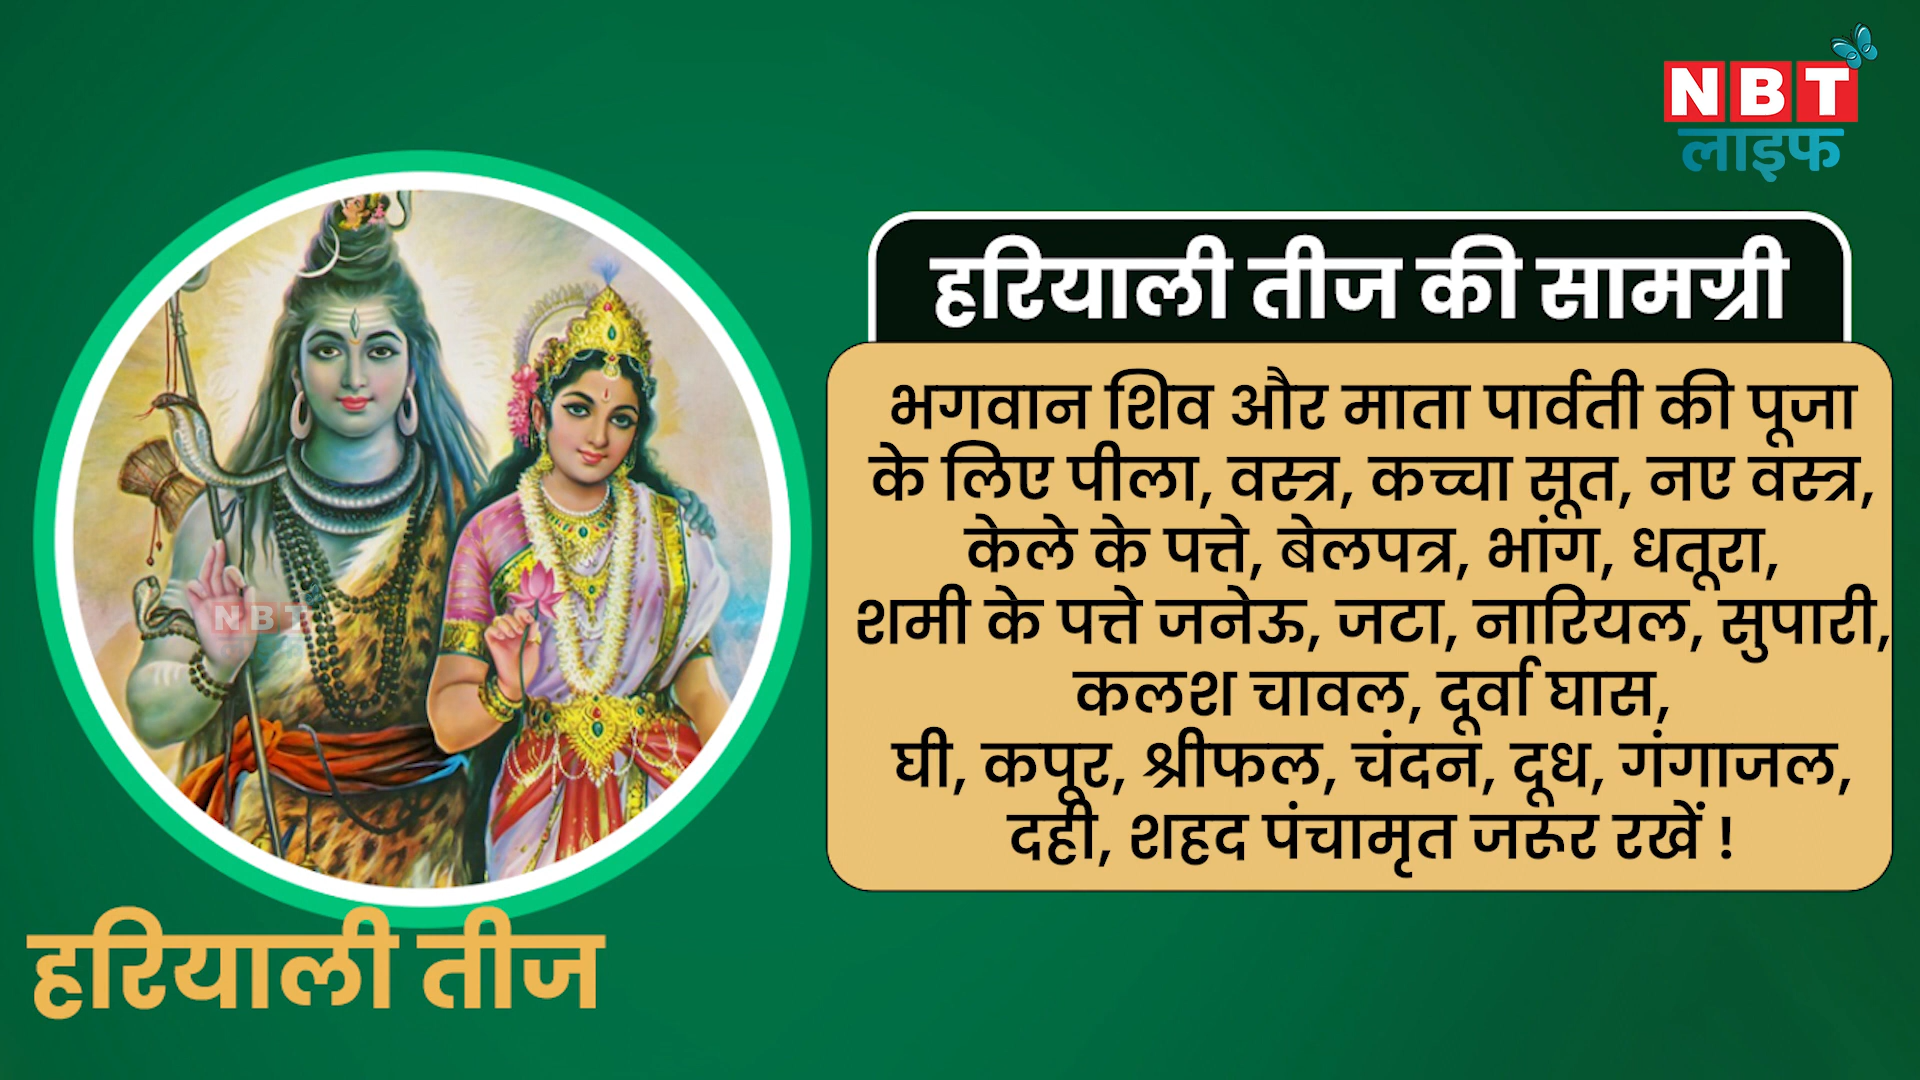 NBT
लाइफ
हरियाली तीज की सामग्री
भगवान शिव और माता पार्वती की पूजा
के लिए पीला, वस्त्र, कच्चा सूत, नए वस्त्र,
केले के पत्ते, बेलपत्र, भांग, धतूरा,
शमी के पत्ते जनेऊ, जटा, नारियल, सुपारी,
कलश चावल, दूर्वा घास,
घी, कपूर, श्रीफल, चंदन, दूध, गंगाजल,
दही, शहद पंचामृत जरूर रखें !
NBT
हरियाली तीज